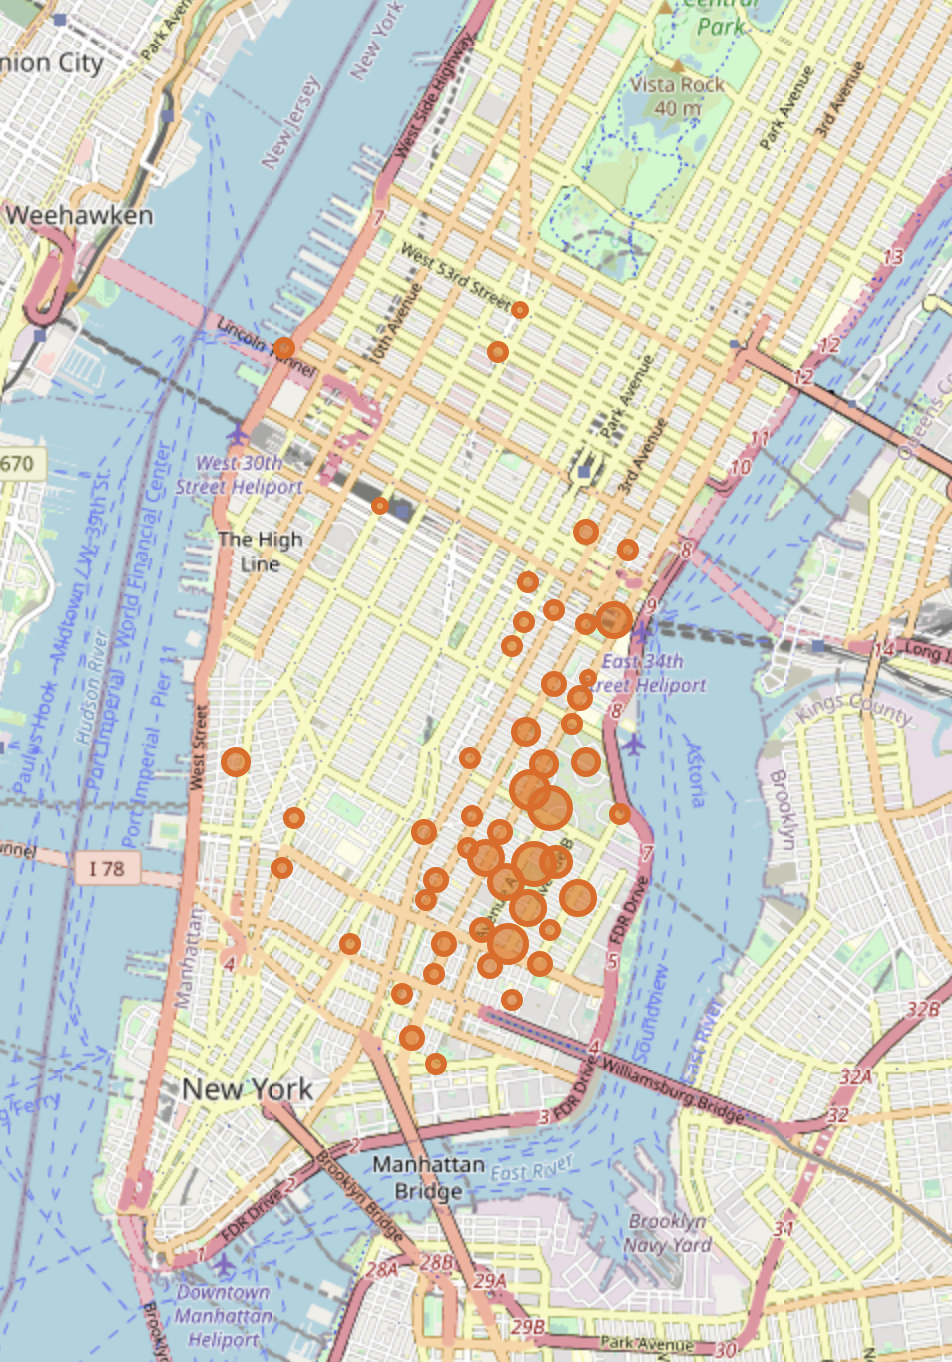 Central
Park
Park Aven
nion City
New York
New Jersey
West Side Highway
Vista Rock
40 m
Park Avenue
3rd Avenue
Weehawken
7
13
West 53rd Street
10th Avenue
Lincoln Tunnel
12
12
Park Avenue
3rd Avenue
11
10
Queens Co
West 30th
Street Heliport
670
The High
Line
8
9
14
Long I
East 34th
Street Heliport
8
Kings County
Paulus Hook - Midtown / W. 39th St.
Hudson River
Port Imperial - World Financial Center
Port Imperial - Pier 11
West Street
Astoria
Brooklyn
unnel
I 78
7
FDR Drive
Manhattan
4
5
Soundview
East River
32B
4
Williamsburg Bridge
32A
32
New York
g Ferry
3
FDR Drive
2
Manhattan
Bridge
East River
2
Brooklyn Bridge
FDR Drive
Brooklyn
Navy Yard
31
1
28A
28B
29A
Downtown
Manhattan
Heliport
Brooklyn
29B
Park Avenue
30